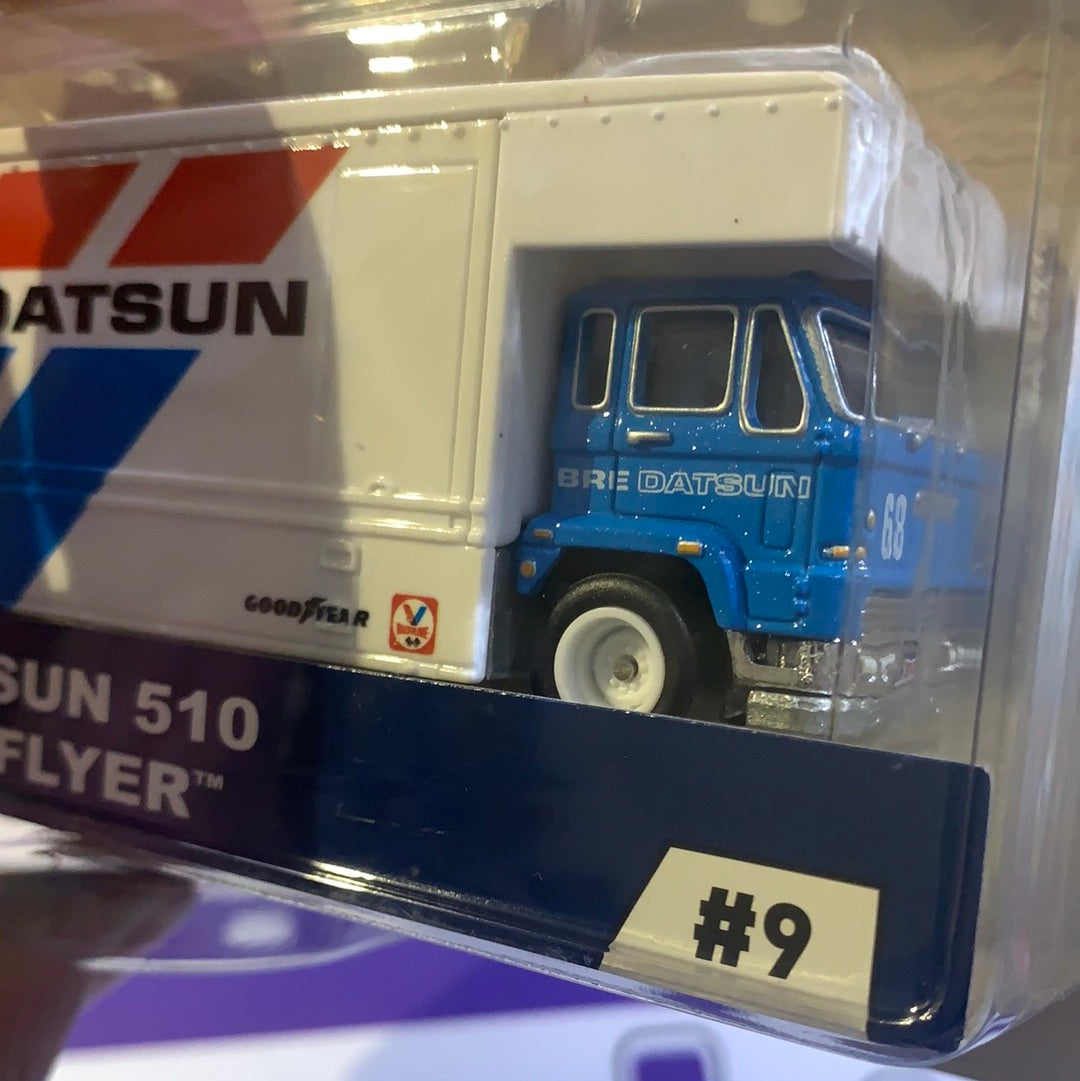 DATSUN
BRE DATSUN
68
GOODYEAR
SUN 510
FLYER™
#9